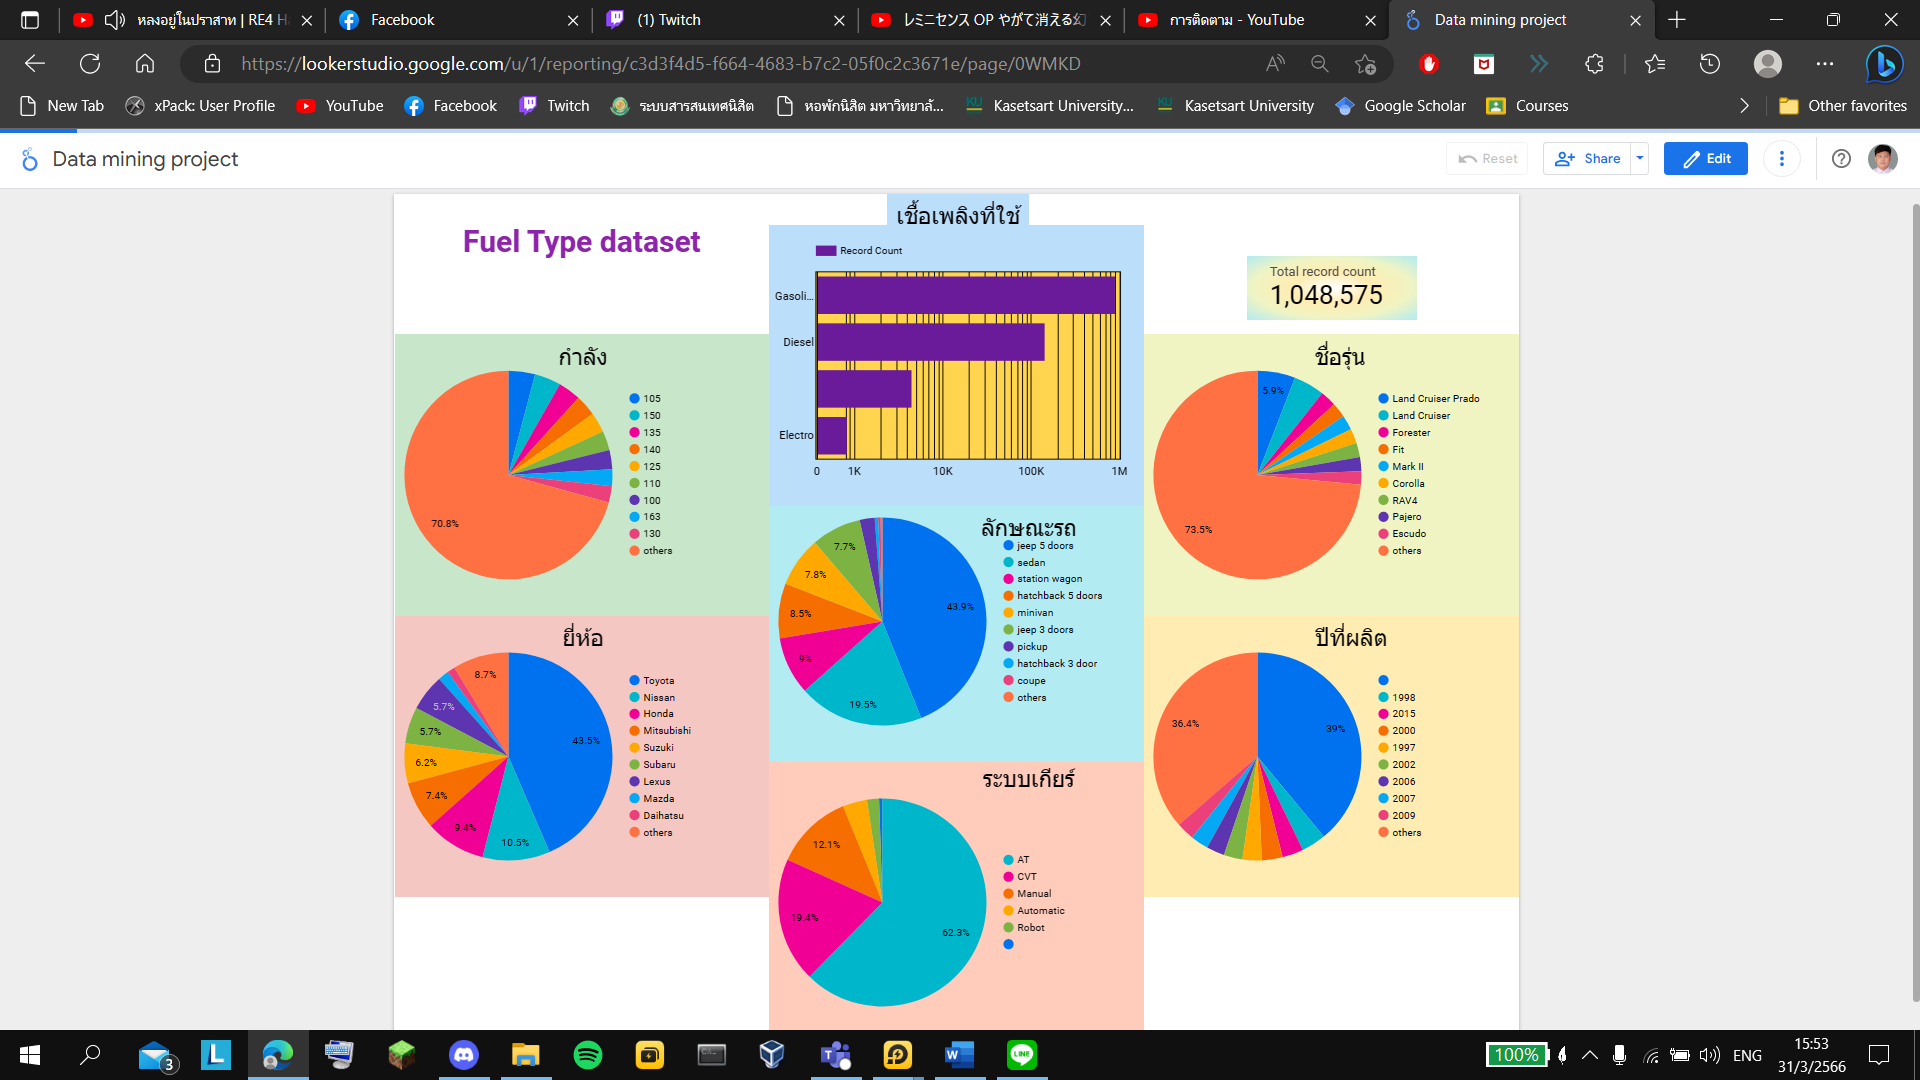 หลงอยู่ในปราสาท | RE4 H
Facebook
(1) Twitch
レミニセンス OP やがて消える幻
การติดตาม - YouTube
Data mining project
https://lookerstudio.google.com/u/1/reporting/c3d3f4d5-f664-4683-b7c2-05f0c2c3671e/page/0WMKD
New Tab
xPack: User Profile
YouTube
Facebook
Twitch
ระบบสารสนเทศนิสิต
หอพักนิสิต มหาวิทยาลั...
Kasetsart University...
Kasetsart University
Google Scholar
Courses
Other favorites
Data mining project
Reset
Share
Edit
Fuel Type dataset
เชื้อเพลิงที่ใช้
Record Count
Gasoli...
Diesel
Electro
0
1K
10K
100K
1M
Total record count
1,048,575
กำลัง
70.8%
105
150
135
140
125
110
100
163
130
others
ชื่อรุ่น
5.9%
73.5%
Land Cruiser Prado
Land Cruiser
Forester
Fit
Mark II
Corolla
RAV4
Pajero
Escudo
others
ลักษณะรถ
7.7%
7.8%
8.5%
9%
19.5%
43.9%
jeep 5 doors
sedan
station wagon
hatchback 5 doors
minivan
jeep 3 doors
pickup
hatchback 3 door
coupe
others
ยี่ห้อ
8.7%
5.7%
5.7%
6.2%
7.4%
9.4%
10.5%
43.5%
Toyota
Nissan
Honda
Mitsubishi
Suzuki
Subaru
Lexus
Mazda
Daihatsu
others
ปีที่ผลิต
36.4%
39%
1998
2015
2000
1997
2002
2006
2007
2009
others
ระบบเกียร์
12.1%
19.4%
62.3%
AT
CVT
Manual
Automatic
Robot
3
L
LINE
100%
ENG
15:53
31/3/2566